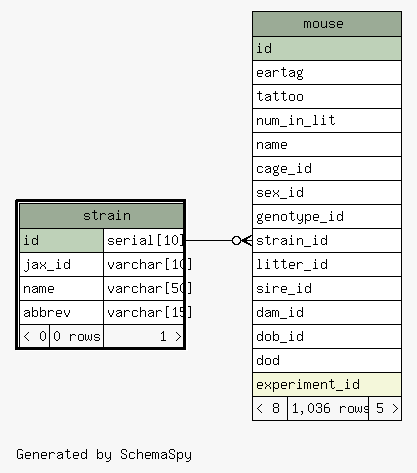 mouse
id
eartag
tattoo
num_in_lit
name
cage_id
sex_id
genotype_id
strain_id
litter_id
sire_id
dam_id
dob_id
dod
experiment_id
< 8 1,036 rows 5 >
strain
id serial[10]
jax_id varchar[10]
name varchar[50]
abbrev varchar[15]
< 0 0 rows 1 >
Generated by SchemaSpy